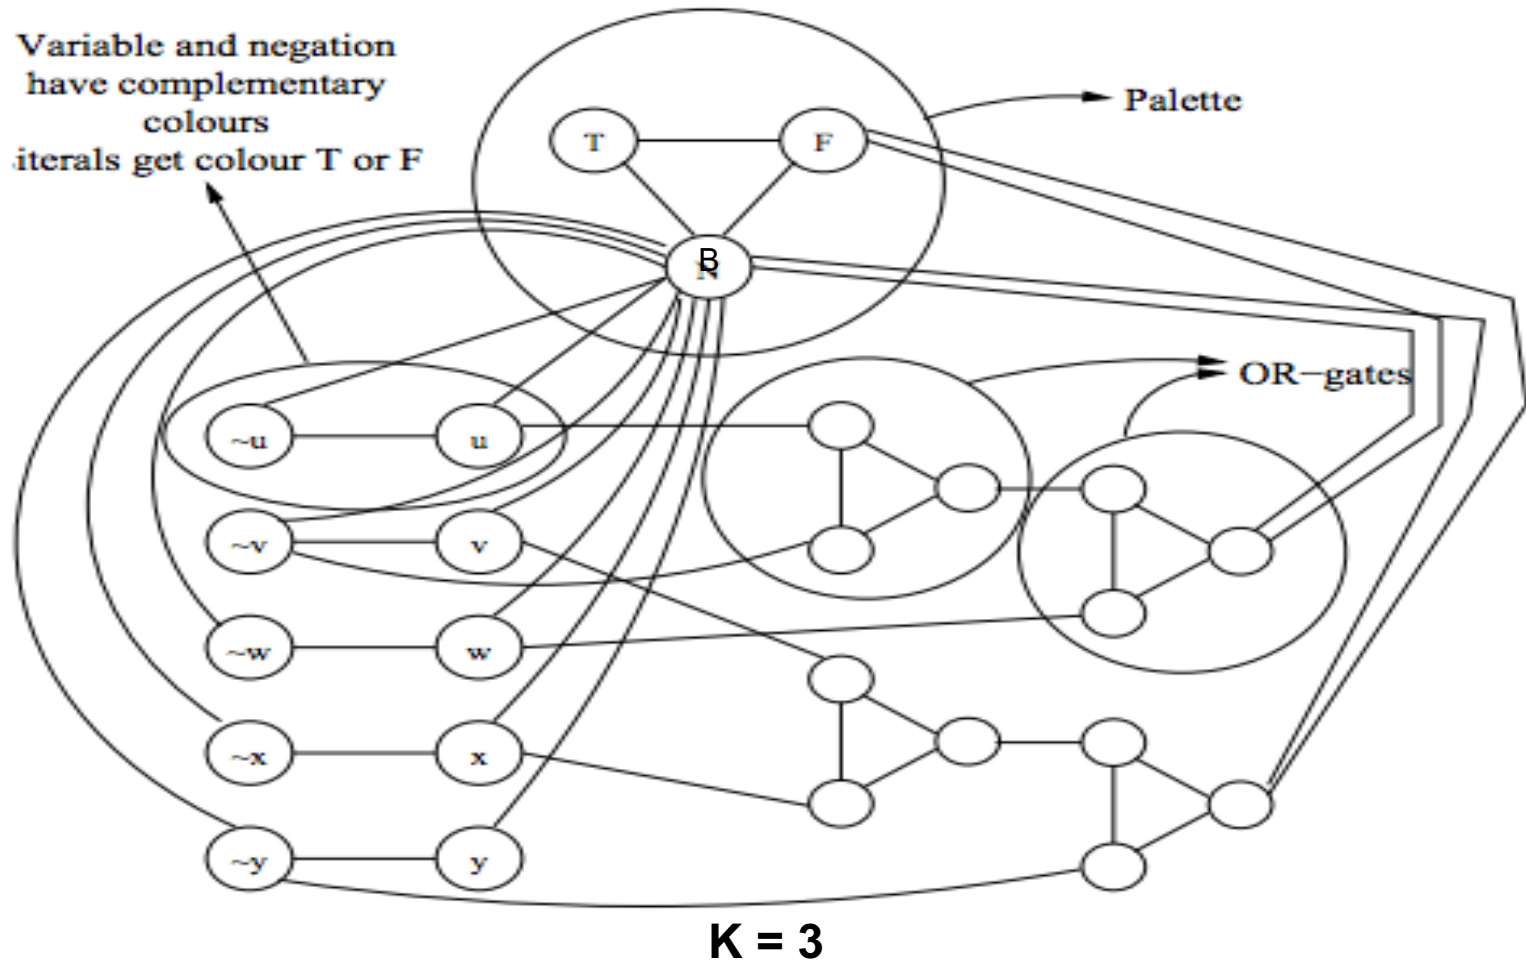 Variable and negation
have complementary
colours
iterals get colour T or F
Palette
T
F
B
N
OR−gates
~u
u
~v
v
~w
w
~x
x
~y
y
K = 3